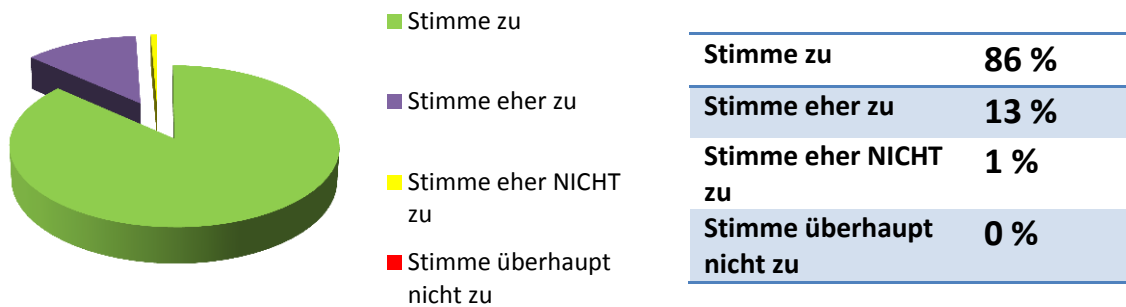 Stimme zu
Stimme eher zu
Stimme eher NICHT
zu
Stimme überhaupt
nicht zu
Stimme zu 86 %
Stimme eher zu 13 %
Stimme eher NICHT 1 %
zu
Stimme überhaupt 0 %
nicht zu